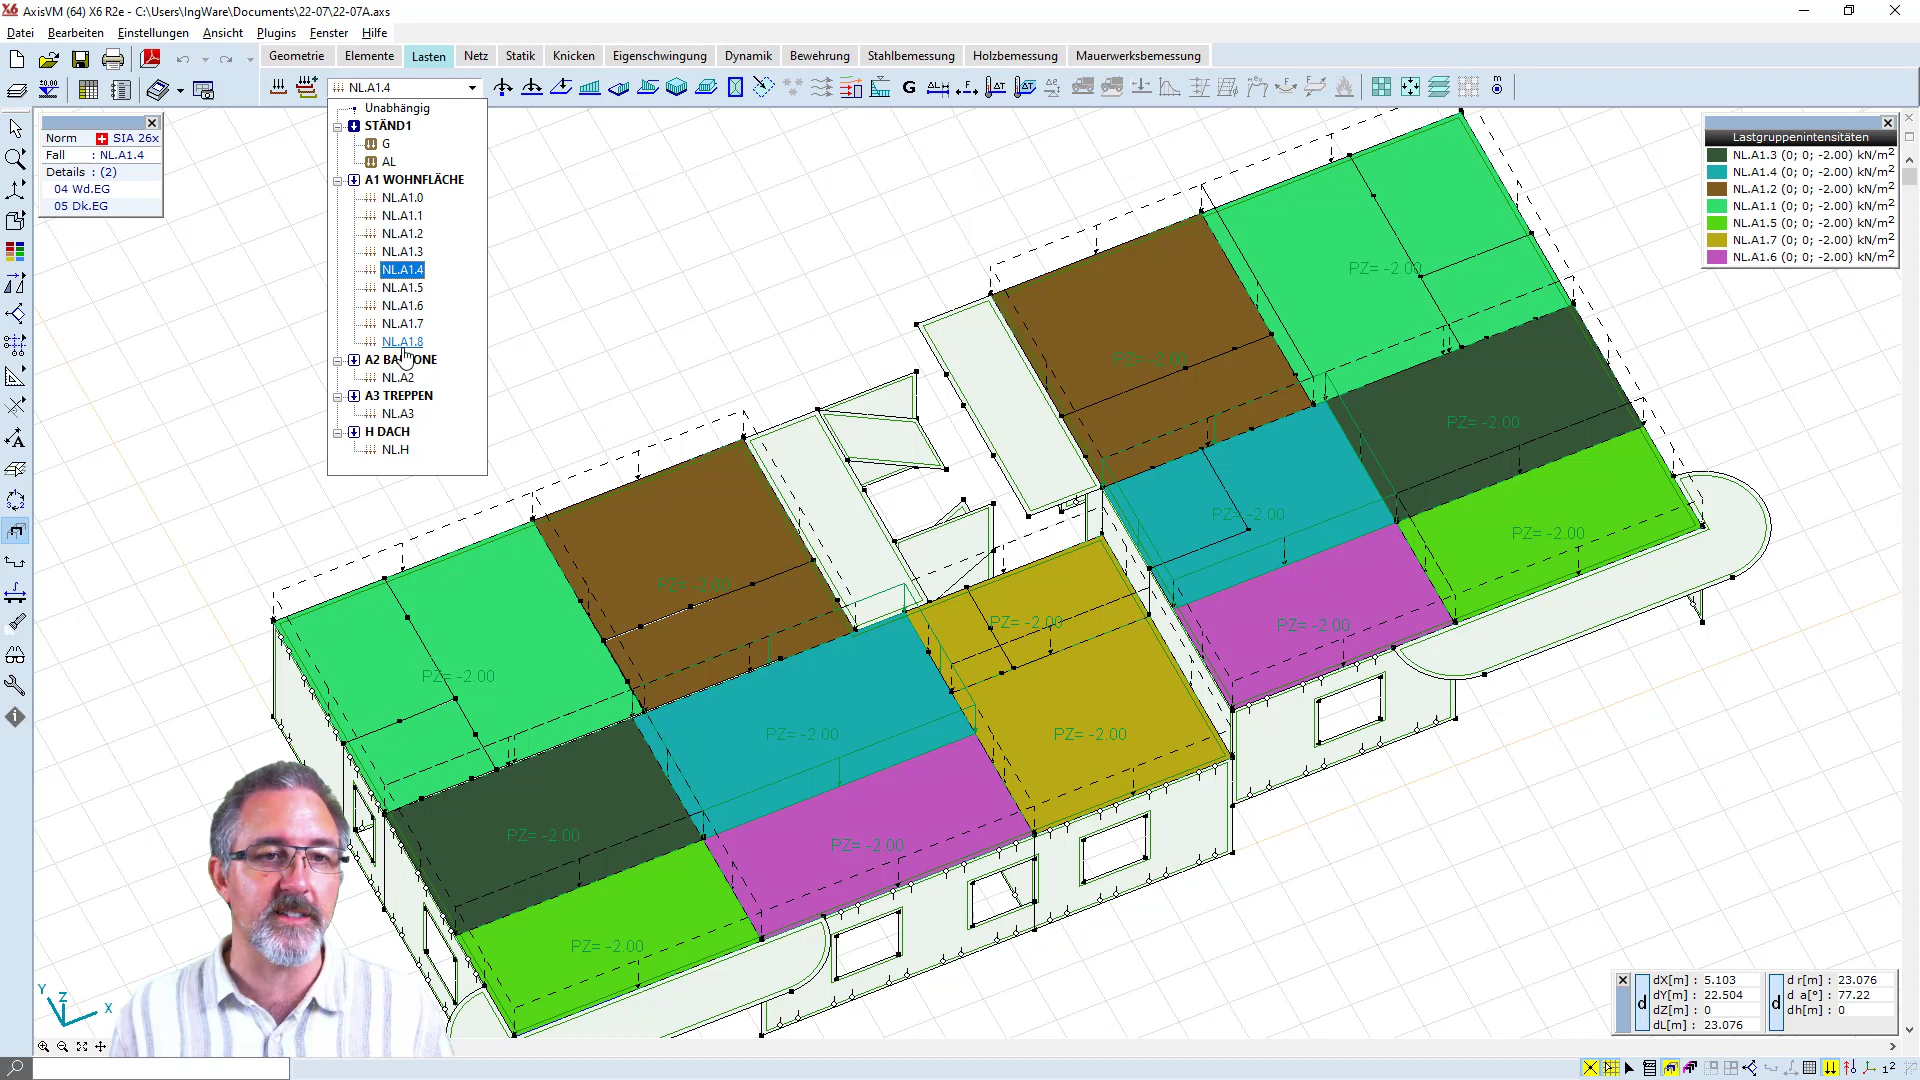 AxisVM (64) X6 R2e - C:\Users\IngWare\Documents\22-07\22-07A.axs
Datei Bearbeiten Einstellungen Ansicht Plugins Fenster Hilfe
Geometrie Elemente Lasten Netz Statik Knicken Eigenschwingung Dynamik Bewehrung Stahlbemessung Holzbemessung Mauerwerksbemessung
NL.A1.4
Norm SIA 26x
Fall : NL.A1.4
Details : (2)
04 Wd.EG
05 Dk.EG
Unabhängig
STÄND1
G
AL
A1 WOHNFLÄCHE
NL.A1.0
NL.A1.1
NL.A1.2
NL.A1.3
NL.A1.4
NL.A1.5
NL.A1.6
NL.A1.7
NL.A1.8
A2 BA ONE
NL.A2
A3 TREPPEN
NL.A3
H DACH
NL.H
Lastgruppenintensitäten
NL.A1.3 (0; 0; -2.00) kN/m²
NL.A1.4 (0; 0; -2.00) kN/m²
NL.A1.2 (0; 0; -2.00) kN/m²
NL.A1.1 (0; 0; -2.00) kN/m²
NL.A1.5 (0; 0; -2.00) kN/m²
NL.A1.7 (0; 0; -2.00) kN/m²
NL.A1.6 (0; 0; -2.00) kN/m²
PZ= -2.00
PZ= -2.00
PZ= -2.00
PZ= -2.00
PZ= -2.00
PZ= -2.00
PZ= -2.00
PZ= -2.00
PZ= -2.00
PZ= -2.00
PZ= -2.00
PZ= -2.00
PZ= -2.00
PZ= -2.00
Y Z X
dX[m] : 5.103
dY[m] : 22.504
dZ[m] : 0
dL[m] : 23.076
d r[m] : 23.076
d a[°] : 77.22
dh[m] : 0